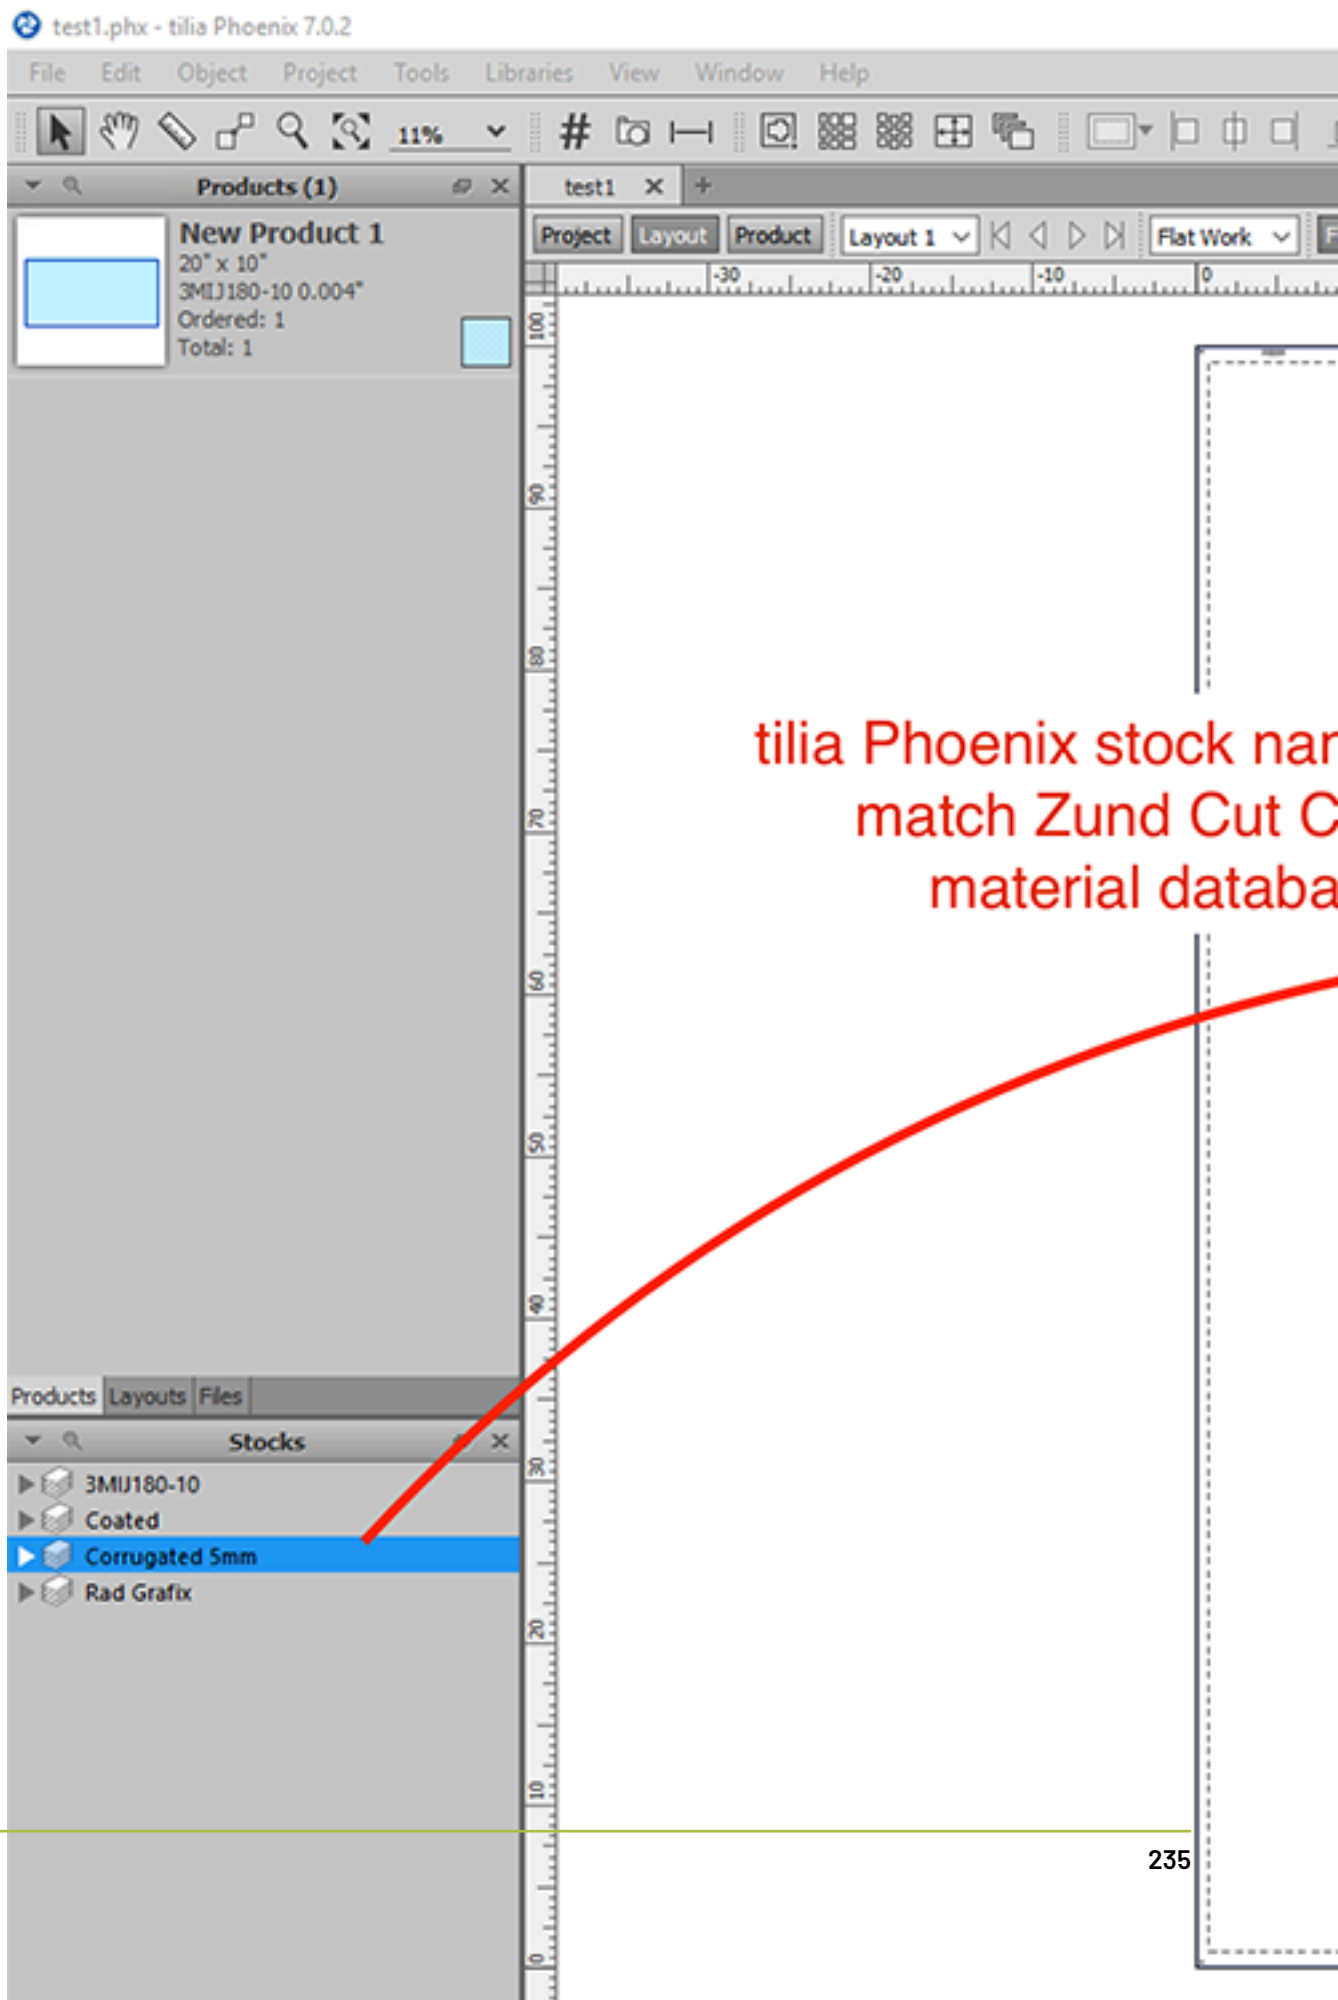 test1.phx - tilia Phoenix 7.0.2
File Edit Object Project Tools Libraries View Window Help
11%
Products (1)
test1
New Product 1
20" x 10"
3MIJ180-10 0.004"
Ordered: 1
Total: 1
Project Layout Product Layout 1 Flat Work
-30 -20 -10 0
100
90
80
tilia Phoenix stock
match Zund Cut
material
70
60
50
40
Products Layouts Files
Stocks
3MIJ180-10
Coated
Corrugated 5mm
Rad Grafix
30
20
10
235
0